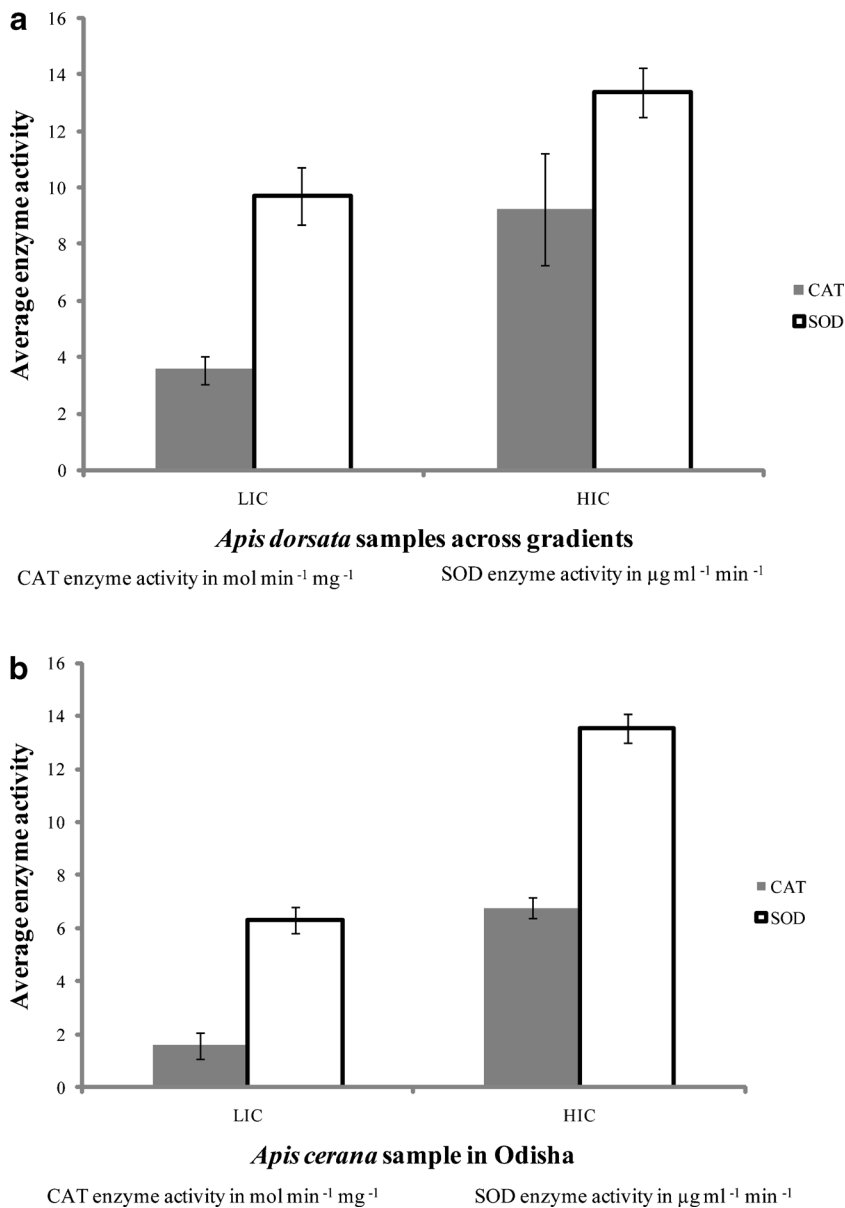 a
16
14
12
10
8
6
4
2
0
Average enzyme activity
LIC HIC
CAT
SOD
Apis dorsata samples across gradients
CAT enzyme activity in mol min -1 mg -1 SOD enzyme activity in µg ml -1 min -1
b
16
14
12
10
8
6
4
2
0
Average enzyme activity
LIC HIC
CAT
SOD
Apis cerana sample in Odisha
CAT enzyme activity in mol min -1 mg -1 SOD enzyme activity in µg ml -1 min -1